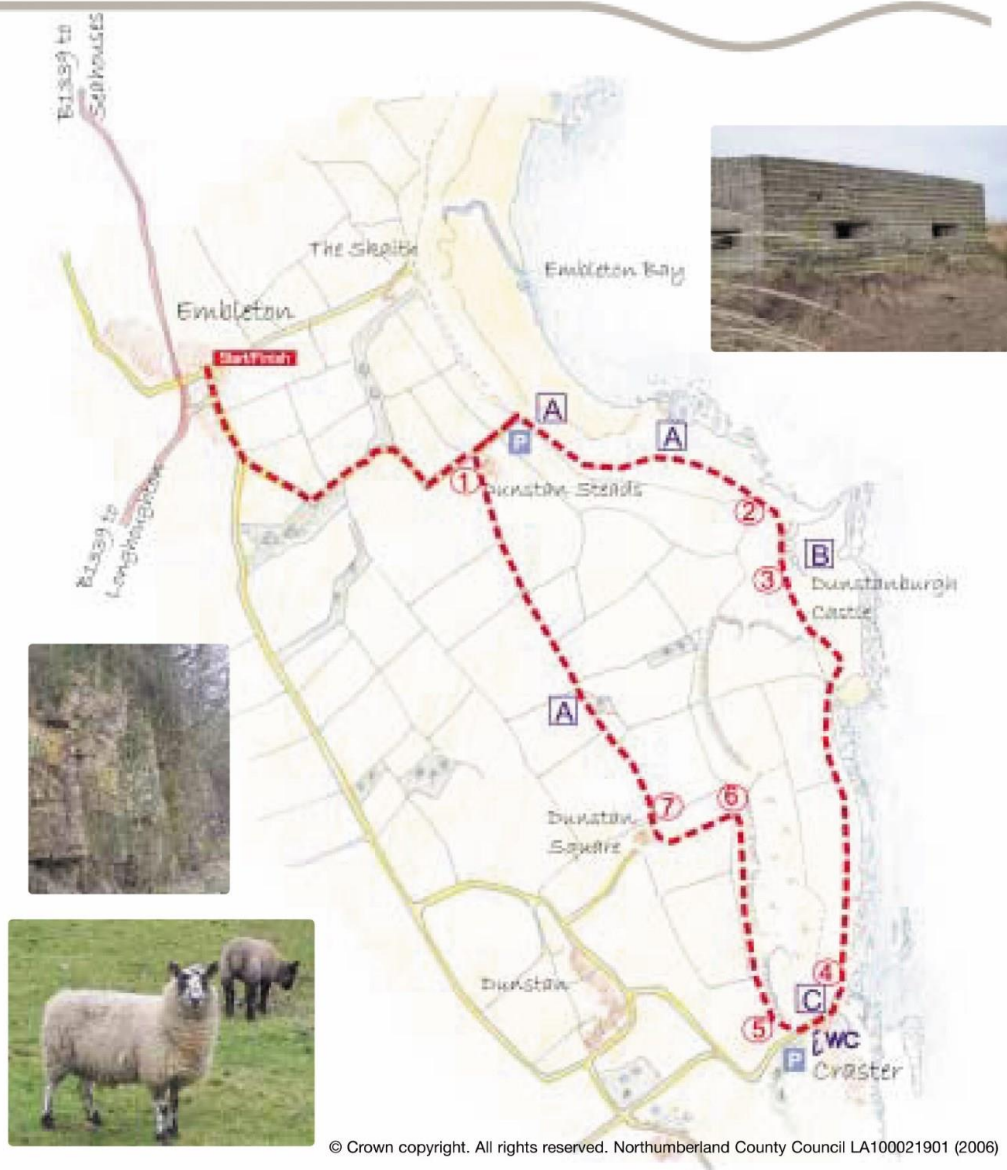 B1339 to
Seahouses
The Skaith
Embleton Bay
Embleton
Start/Finish
A
P
A
1
Dunstan Steads
2
B1339 to
Longhoughton
B
3
Dunstanburgh
Castle
A
7
6
Dunstan
Square
4
Dunstan
C
5
i WC
P
Craster
© Crown copyright. All rights reserved. Northumberland County Council LA100021901 (2006)